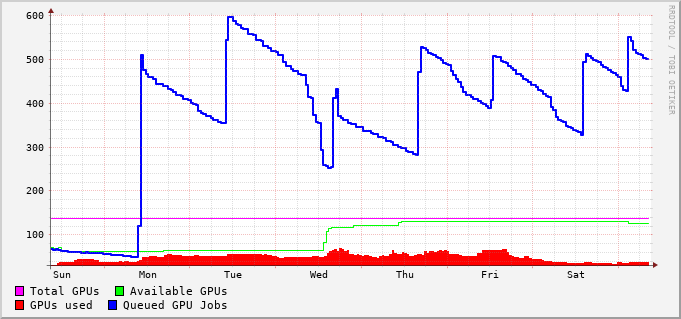 600
500
400
300
200
100
Sun Mon Tue Wed Thu Fri Sat
Total GPUs Available GPUs
GPUs used Queued GPU Jobs
RRDTOOL / TOBI OETIKER